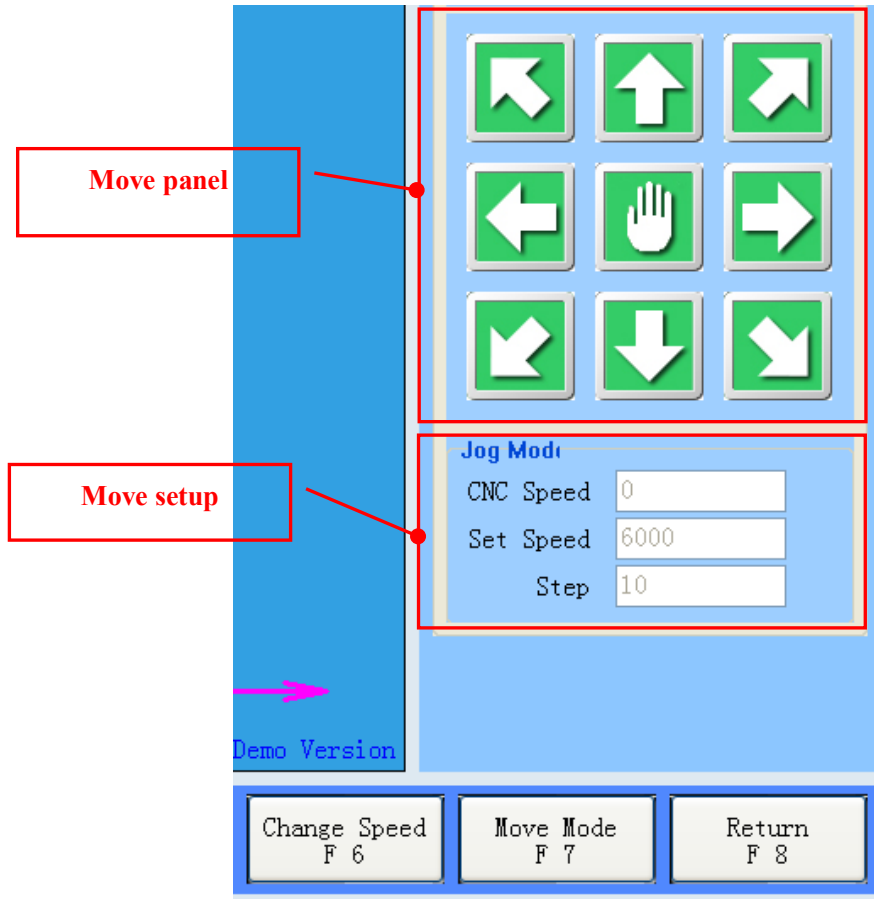 Move panel
Jog Mod
CNC Speed 0
Move setup
Set Speed 6000
Step 10
Demo Version
Change Speed
F 6
Move Mode
F 7
Return
F 8